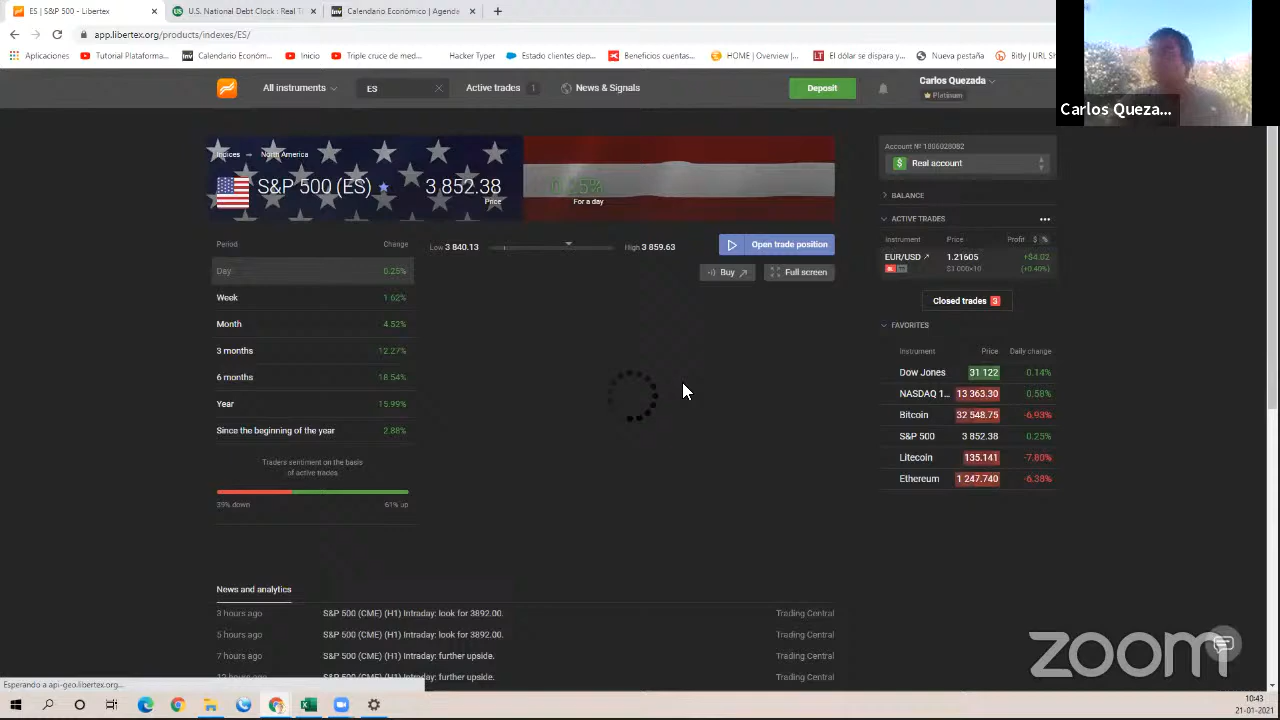 ES | S&P 500 - Libertex
U.S. National Debt Clock : Real T
Calendario Económico | Agenda
app.libertex.org/products/indexes/ES/
Aplicaciones
Tutorial Plataforma...
Calendario Económ...
Inicio
Triple cruce de med...
Hacker Typer
Estado clientes dep...
Beneficios cuentas...
HOME | Overview |...
El dólar se dispara y...
Nueva pestaña
Bitly | URL Sh
Carlos Queza...
All instruments
ES
Active trades 1
News & Signals
Deposit
Carlos Quezada
Platinum
Indices
North America
S&P 500 (ES)
3 852.38
Price
0.25%
For a day
Account № 1806028082
$ Real account
BALANCE
ACTIVE TRADES
Instrument Price Profit $ %
EUR/USD 1.21605 +$4.02
$1 000×10 (+0.40%)
Closed trades 3
FAVORITES
Instrument Price Daily change
Dow Jones 31 122 0.14%
NASDAQ 1... 13 363.30 0.58%
Bitcoin 32 548.75 -6.93%
S&P 500 3 852.38 0.25%
Litecoin 135.141 -7.80%
Ethereum 1 247.740 -6.38%
Period Change
Day 0.25%
Week 1.62%
Month 4.52%
3 months 12.27%
6 months 18.54%
Year 15.99%
Since the beginning of the year 2.88%
Traders sentiment on the basis
of active trades
39% down 61% up
Low 3 840.13
High 3 859.63
Open trade position
Buy
Full screen
News and analytics
3 hours ago S&P 500 (CME) (H1) Intraday: look for 3892.00. Trading Central
5 hours ago S&P 500 (CME) (H1) Intraday: look for 3892.00. Trading Central
7 hours ago S&P 500 (CME) (H1) Intraday: further upside. Trading Central
S&P 500 (CME) (H1) Intraday: further upside. Trading Central
Esperando a api-geo.libertex.org...
zoom
10:43
21-01-2021